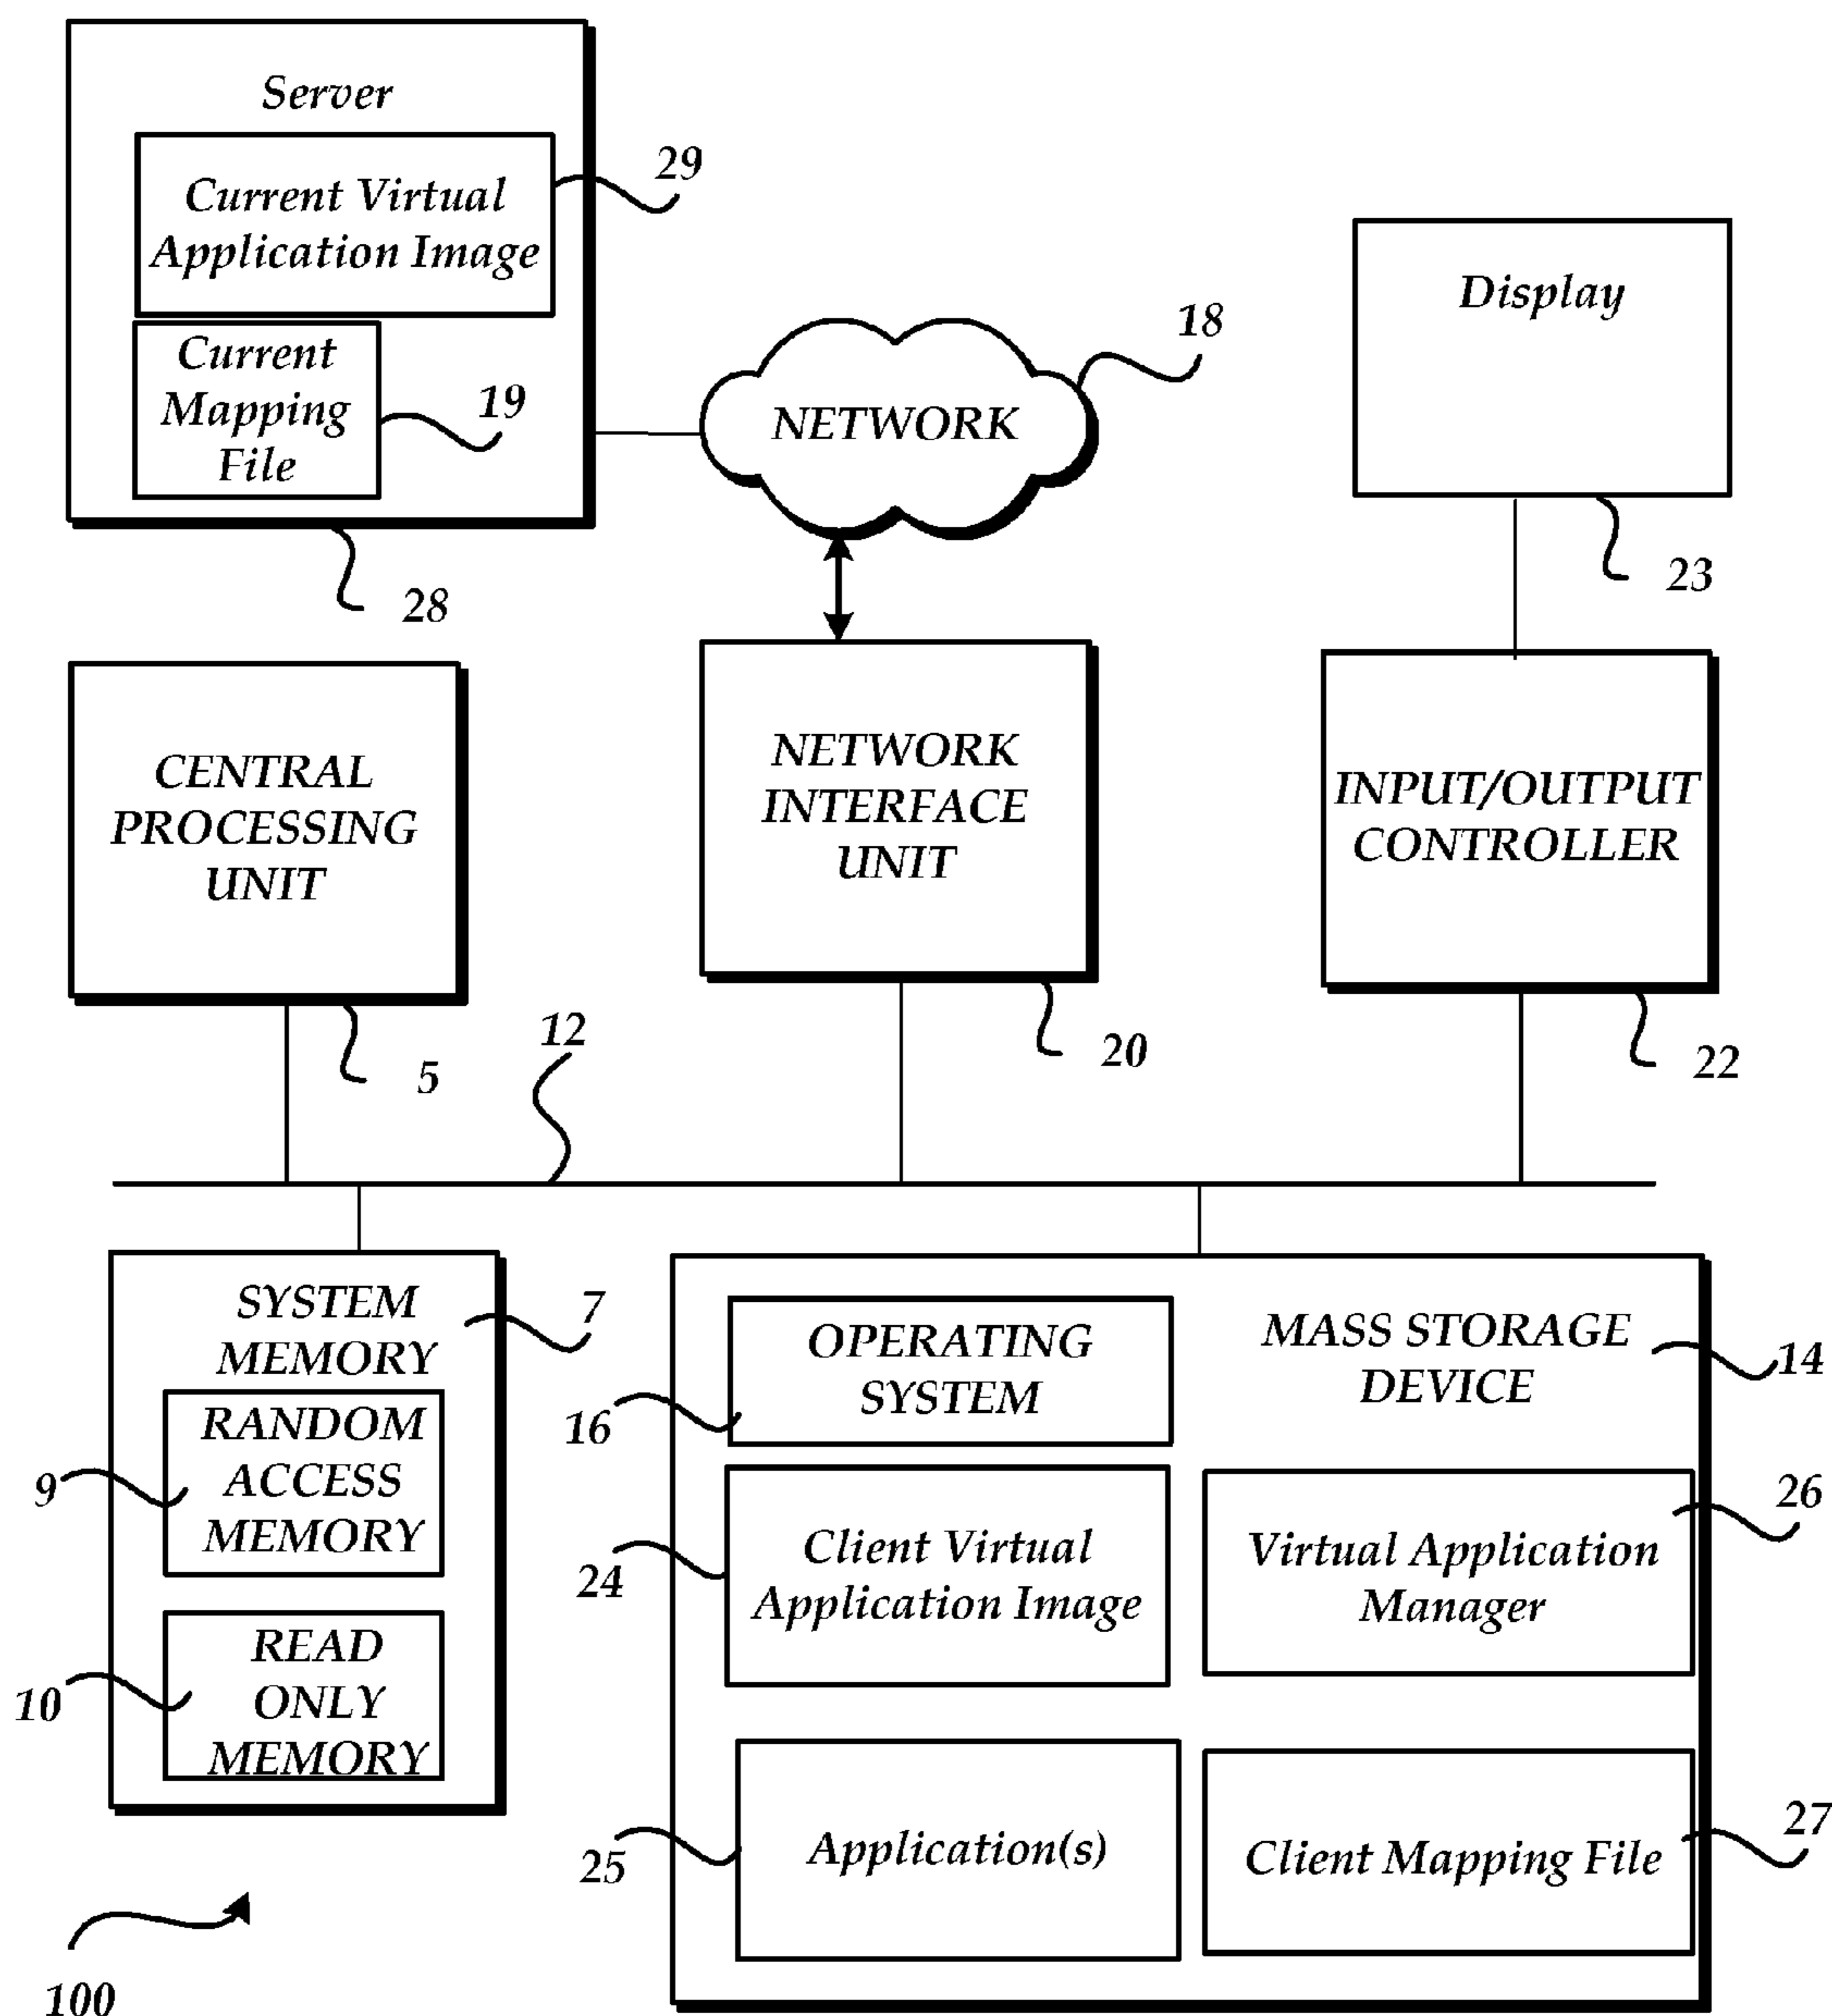 Server
Current Virtual
Application Image
29
Current
Mapping
File
19
28
NETWORK
18
Display
23
CENTRAL
PROCESSING
UNIT
5
NETWORK
INTERFACE
UNIT
20
INPUT/OUTPUT
CONTROLLER
22
12
SYSTEM
MEMORY
7
RANDOM
ACCESS
MEMORY
9
READ
ONLY
MEMORY
10
MASS STORAGE
DEVICE
14
OPERATING
SYSTEM
16
Client Virtual
Application Image
24
Virtual Application
Manager
26
Application(s)
25
Client Mapping File
27
100